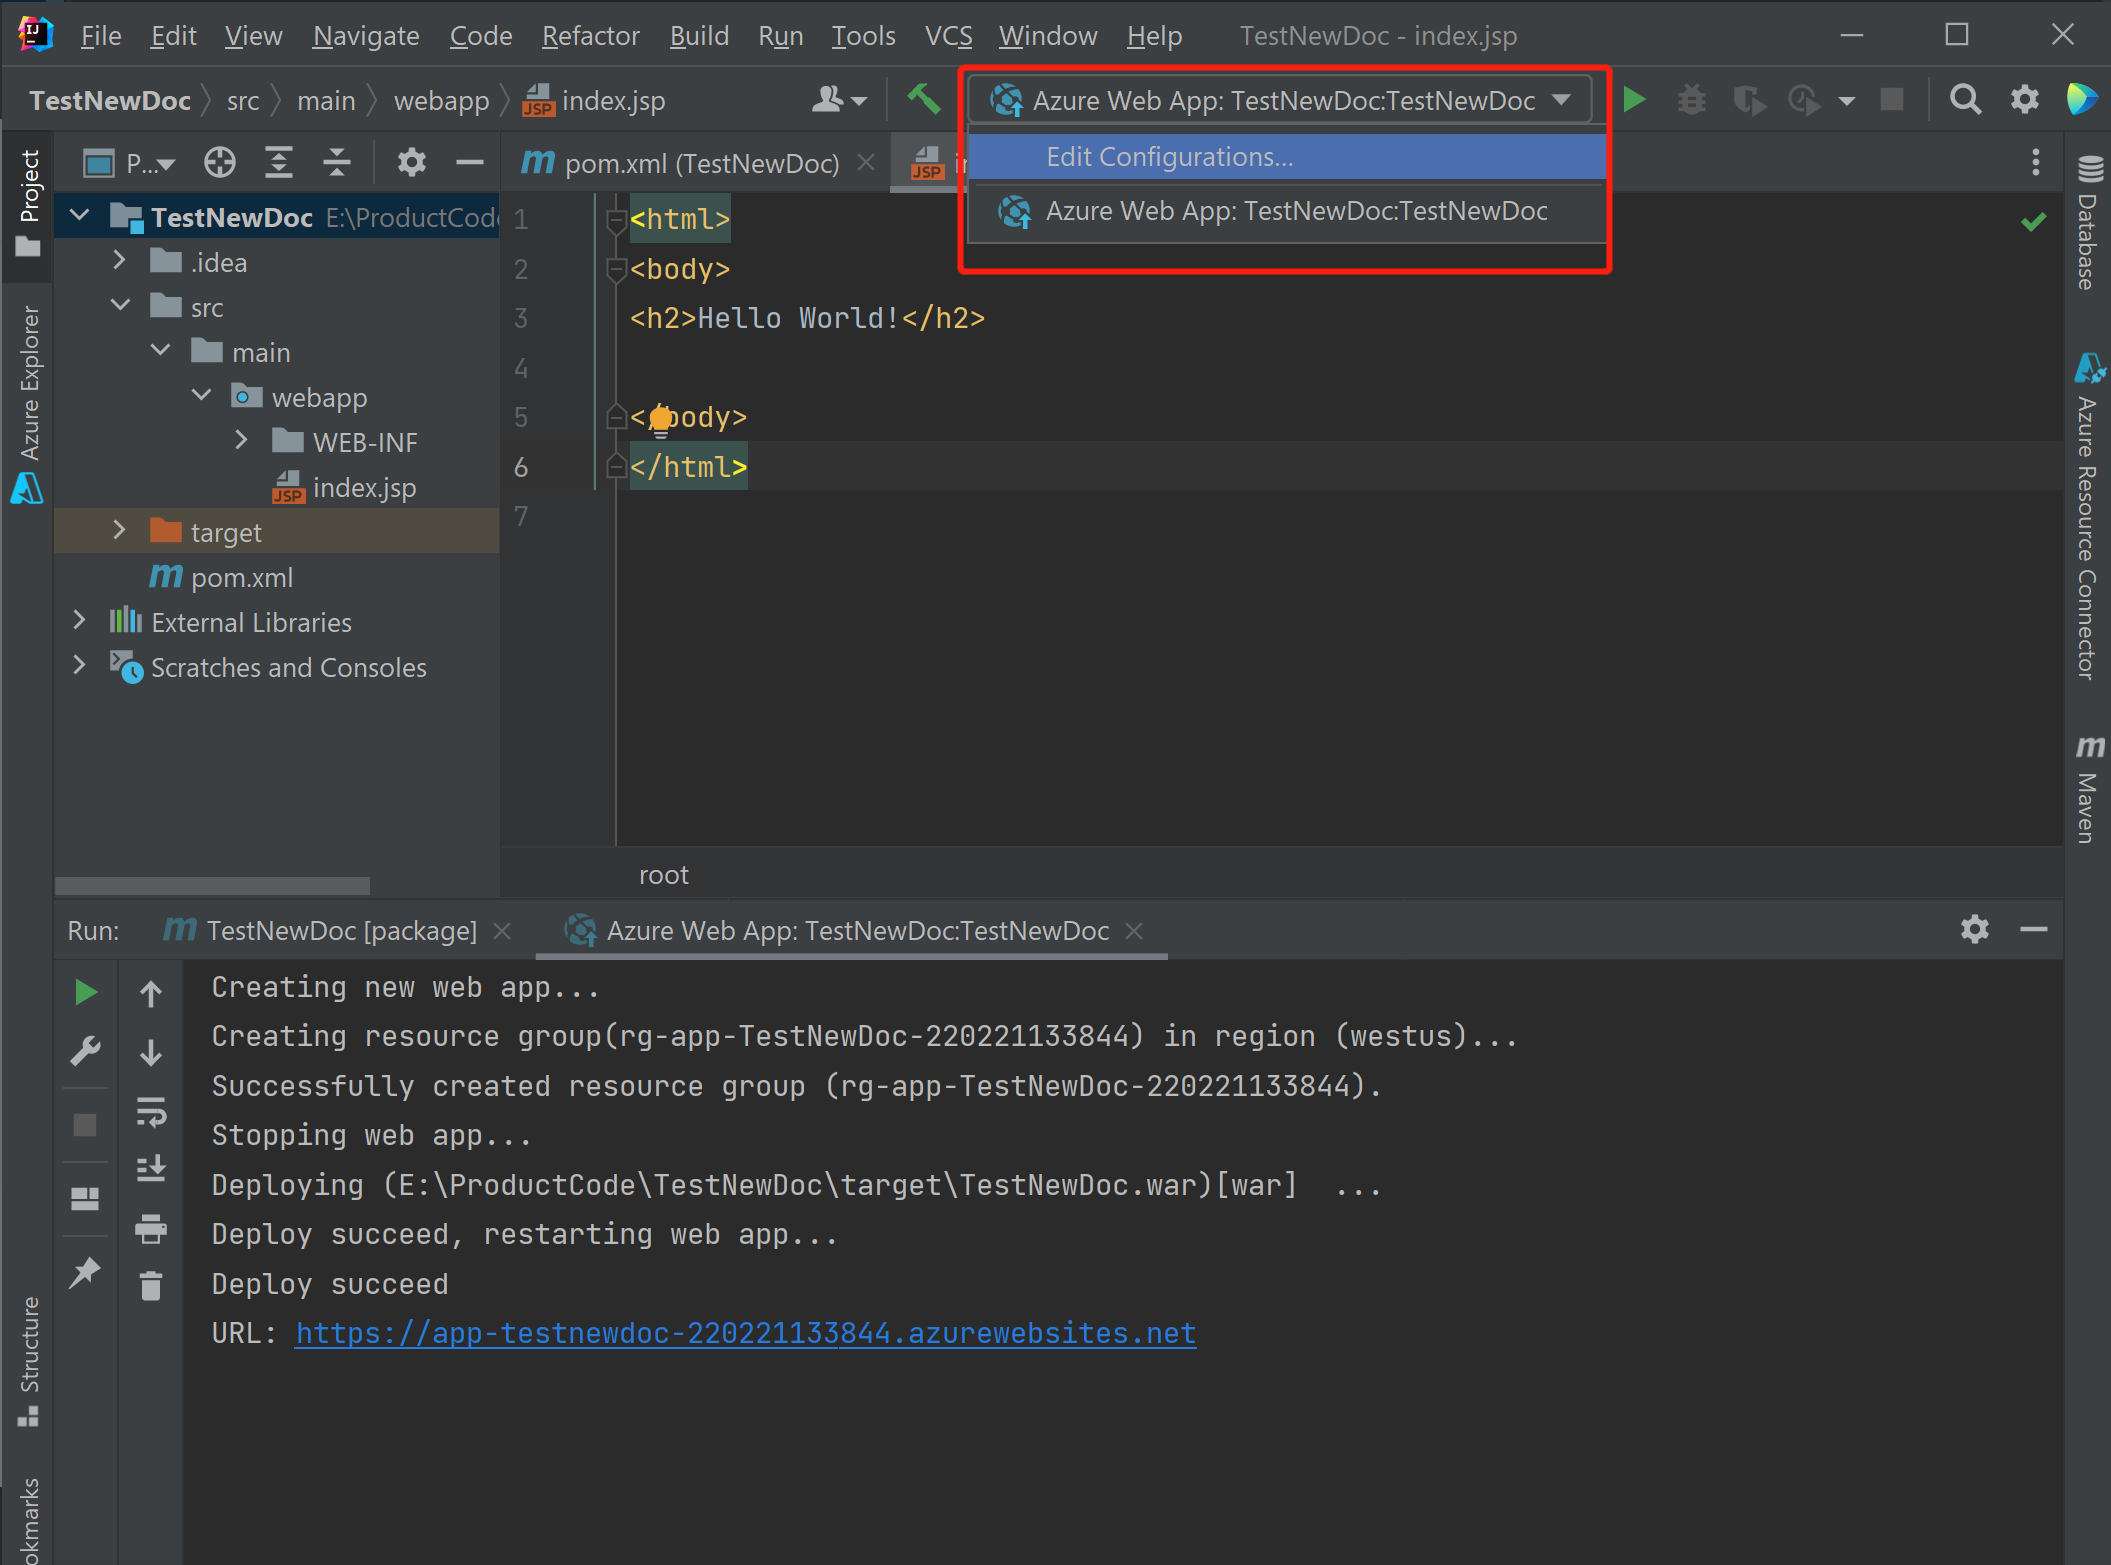 File Edit View Navigate Code Refactor Build Run Tools VCS Window Help TestNewDoc - index.jsp
TestNewDoc src main webapp index.jsp
Azure Web App: TestNewDoc:TestNewDoc
Edit Configurations...
Azure Web App: TestNewDoc:TestNewDoc
Project
Azure Explorer
Structure
P...
TestNewDoc E:\ProductCod
.idea
src
main
webapp
WEB-INF
index.jsp
target
pom.xml
External Libraries
Scratches and Consoles
pom.xml (TestNewDoc)
1 <html>
2 <body>
3 <h2>Hello World!</h2>
4
5 </body>
6 </html>
7
root
Database
Azure Resource Connector
Maven
Run: TestNewDoc [package] Azure Web App: TestNewDoc:TestNewDoc
Creating new web app...
Creating resource group(rg-app-TestNewDoc-220221133844) in region (westus)...
Successfully created resource group (rg-app-TestNewDoc-220221133844).
Stopping web app...
Deploying (E:\ProductCode\TestNewDoc\target\TestNewDoc.war)[war] ...
Deploy succeed, restarting web app...
Deploy succeed
URL: https://app-testnewdoc-220221133844.azurewebsites.net